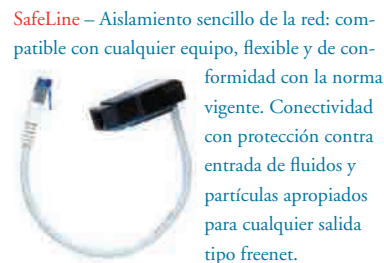 SafeLine – Aislamiento sencillo de la red: com-
patible con cualquier equipo, flexible y de con-
formidad con la norma
vigente. Conectividad
con protección contra
entrada de fluidos y
partículas apropiados
para cualquier salida
tipo freenet.